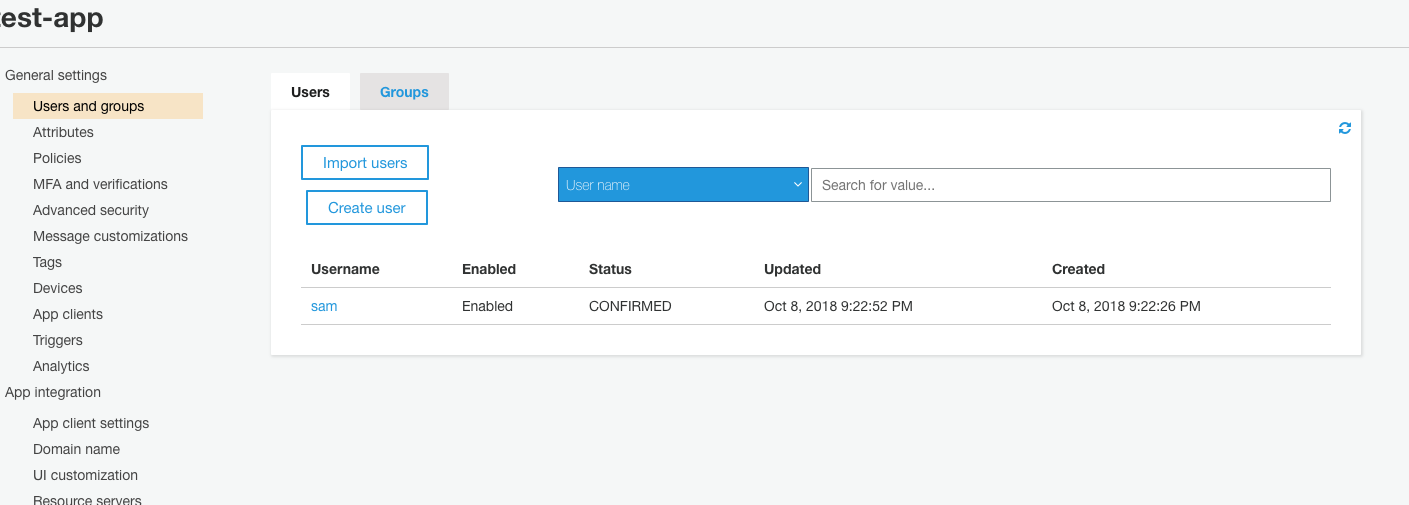 test-app
General settings
Users and groups
Attributes
Policies
MFA and verifications
Advanced security
Message customizations
Tags
Devices
App clients
Triggers
Analytics
App integration
App client settings
Domain name
UI customization
Resource servers
Users Groups
Import users
Create user
User name Search for value...
Username Enabled Status Updated Created
sam Enabled CONFIRMED Oct 8, 2018 9:22:52 PM Oct 8, 2018 9:22:26 PM